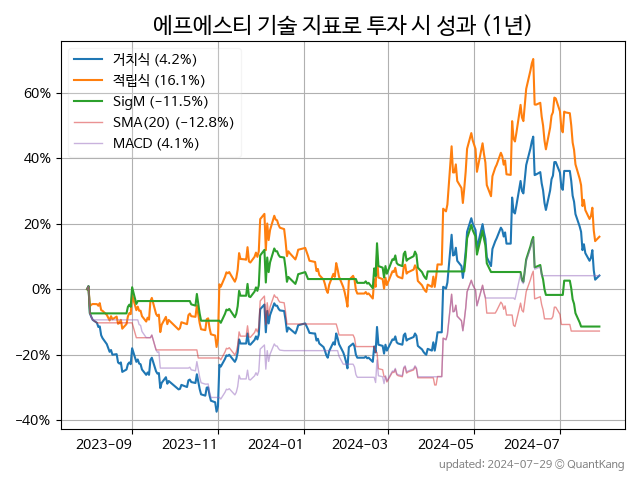 에프에스티 기술 지표로 투자 시 성과 (1년)
거치식 (4.2%)
적립식 (16.1%)
SigM (−11.5%)
SMA(20) (−12.8%)
MACD (4.1%)
60%
40%
20%
0%
−20%
−40%
2023-09
2023-11
2024-01
2024-03
2024-05
2024-07
updated: 2024-07-29 © QuantKang